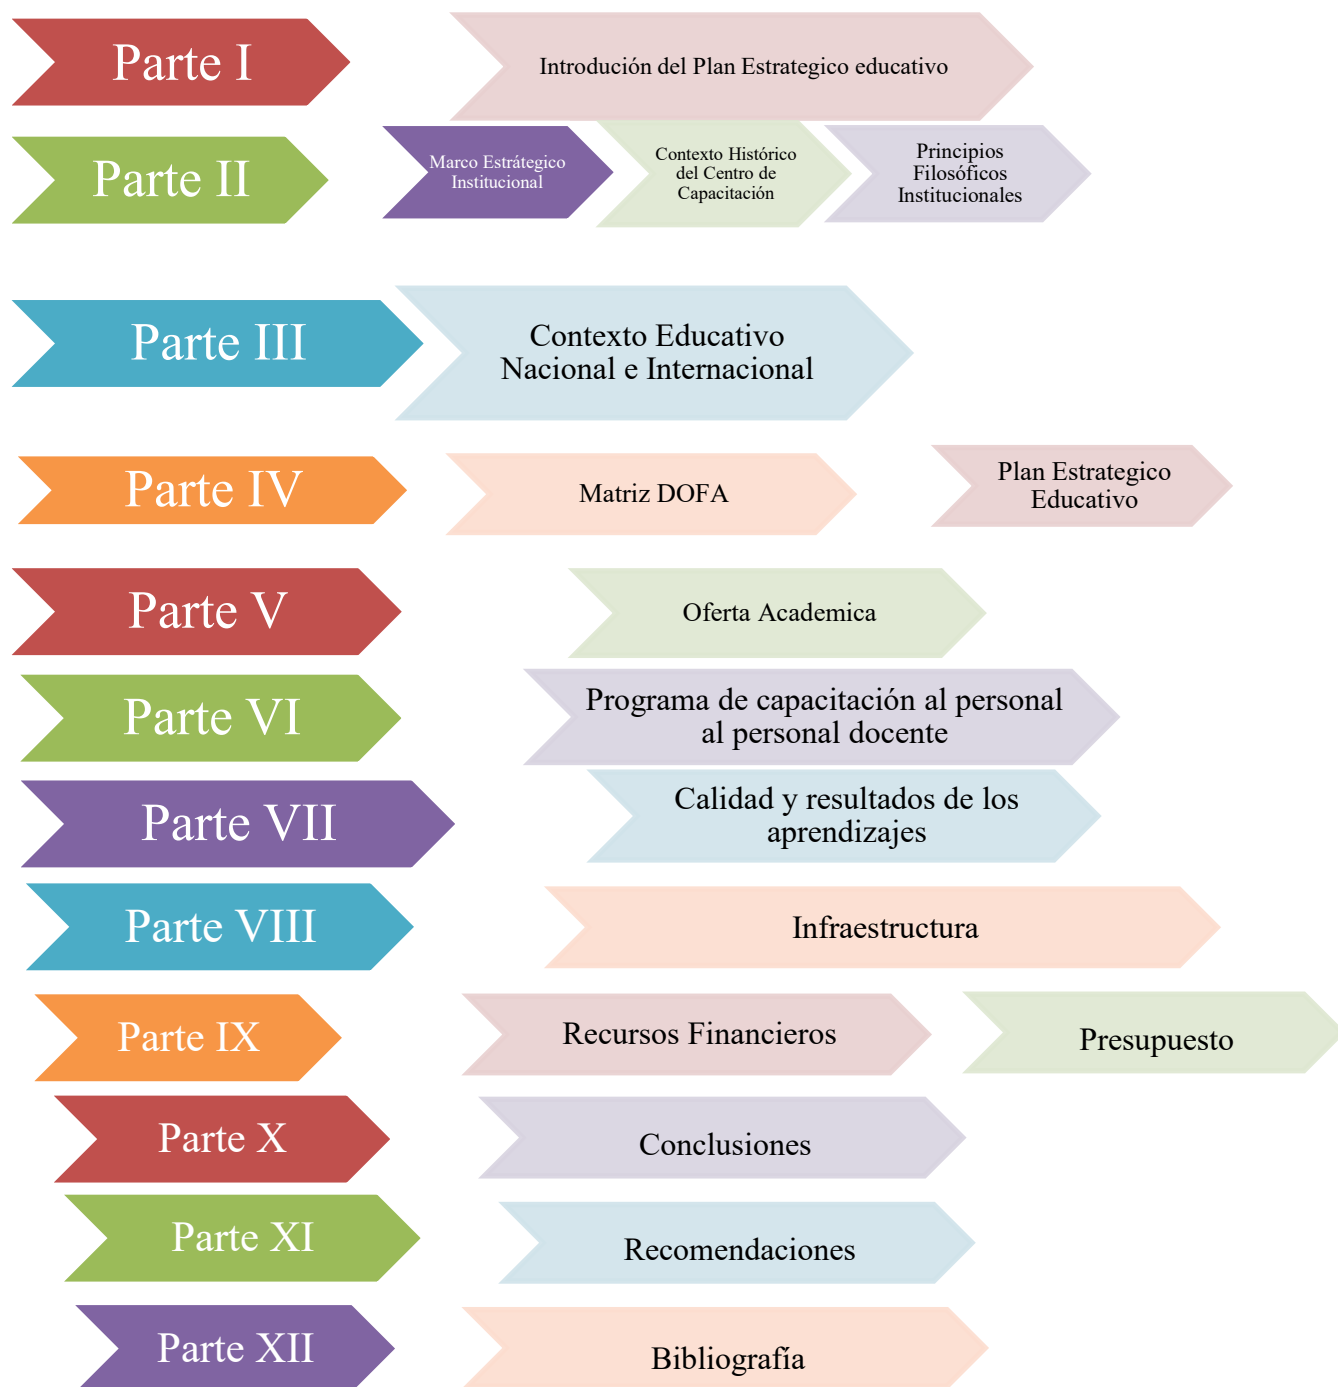 Parte I
Introdución del Plan Estrategico educativo
Parte II
Marco Estrátegico
Institucional
Contexto Histórico
del Centro de
Capacitación
Principios
Filosóficos
Institucionales
Parte III
Contexto Educativo
Nacional e Internacional
Parte IV
Matriz DOFA
Plan Estrategico
Educativo
Parte V
Oferta Academica
Parte VI
Programa de capacitación al personal
al personal docente
Parte VII
Calidad y resultados de los
aprendizajes
Parte VIII
Infraestructura
Parte IX
Recursos Financieros
Presupuesto
Parte X
Conclusiones
Parte XI
Recomendaciones
Parte XII
Bibliografía